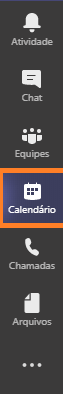 Atividade
Chat
Equipes
Calendário
Chamadas
Arquivos